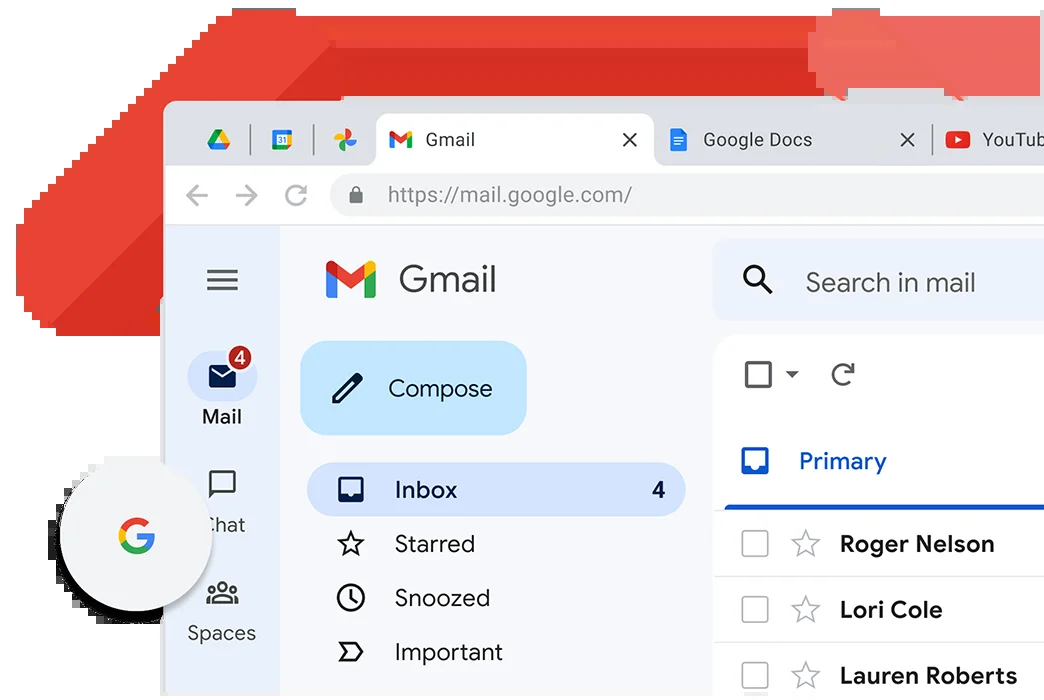 Gmail
Google Docs
YouTub
https://mail.google.com/
Gmail
Search in mail
4
Mail
Compose
Primary
Inbox 4
Chat
Starred
Roger Nelson
Snoozed
Lori Cole
Spaces
Important
Lauren Roberts
31
G